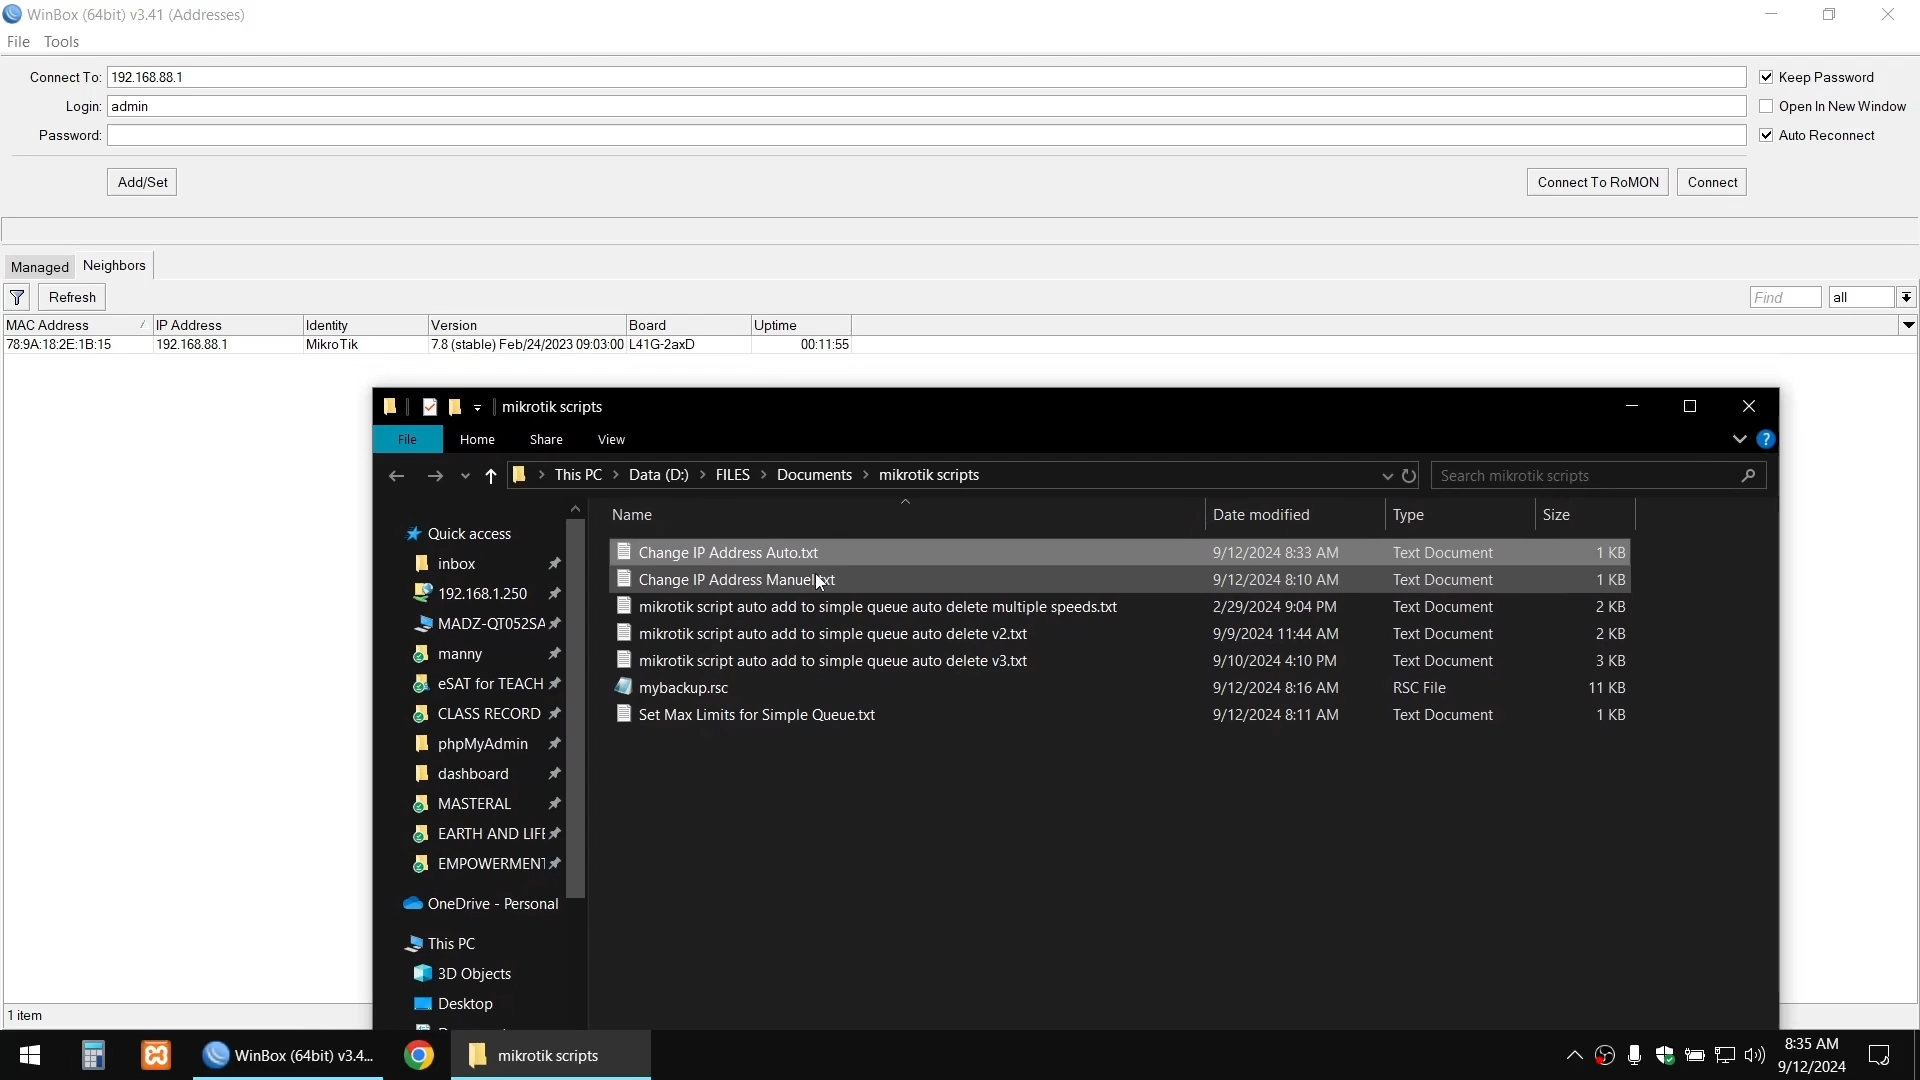 WinBox (64bit) v3.41 (Addresses)
File Tools
Connect To: 192.168.88.1
Keep Password
Login: admin
Open In New Window
Password:
Auto Reconnect
Add/Set
Connect To RoMON
Connect
Managed
Neighbors
Refresh
Find
all
MAC Address IP Address Identity Version Board Uptime
78:9A:18:2E:1B:15 192.168.88.1 MikroTik 7.8 (stable) Feb/24/2023 09:03:00 L41G-2axD 00:11:55
mikrotik scripts
File Home Share View
This PC > Data (D:) > FILES > Documents > mikrotik scripts
Search mikrotik scripts
Name Date modified Type Size
Change IP Address Auto.txt 9/12/2024 8:33 AM Text Document 1 KB
Change IP Address Manuel.txt 9/12/2024 8:10 AM Text Document 1 KB
mikrotik script auto add to simple queue auto delete multiple speeds.txt 2/29/2024 9:04 PM Text Document 2 KB
mikrotik script auto add to simple queue auto delete v2.txt 9/9/2024 11:44 AM Text Document 2 KB
mikrotik script auto add to simple queue auto delete v3.txt 9/10/2024 4:10 PM Text Document 3 KB
mybackup.rsc 9/12/2024 8:16 AM RSC File 11 KB
Set Max Limits for Simple Queue.txt 9/12/2024 8:11 AM Text Document 1 KB
Quick access
inbox
192.168.1.250
MADZ-QT052SA
manny
eSAT for TEACH
CLASS RECORD
phpMyAdmin
dashboard
MASTERAL
EARTH AND LIFE
EMPOWERMENT
OneDrive - Personal
This PC
3D Objects
Desktop
1 item
WinBox (64bit) v3.4...
mikrotik scripts
8:35 AM
9/12/2024